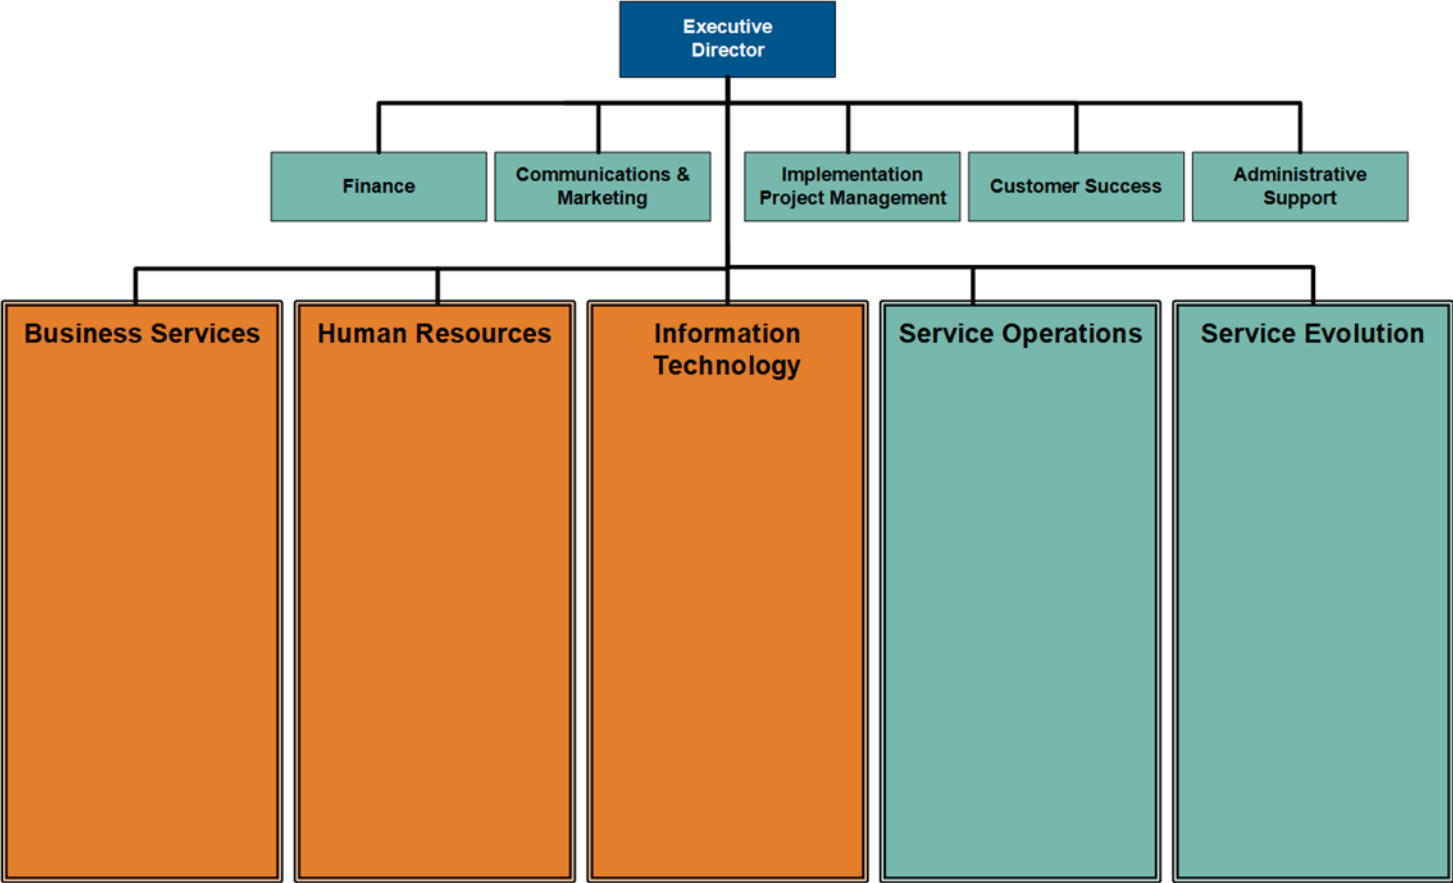 Executive
Director
Finance
Communications &
Marketing
Implementation
Project Management
Customer Success
Administrative
Support
Business Services
Human Resources
Information
Technology
Service Operations
Service Evolution